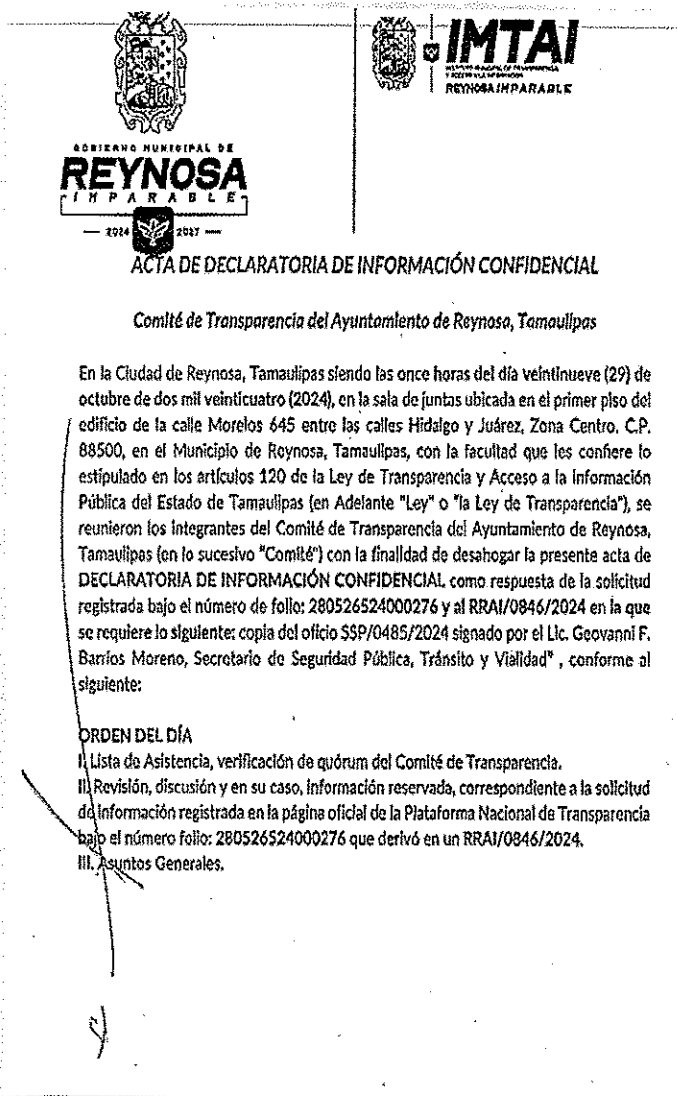 GOBIERNO MUNICIPAL DE
REYNOSA
IMPARABLE
2024 2027
IMTAI
INSTITUTO MUNICIPAL DE TRANSPARENCIA
Y ACCESO A LA INFORMACIÓN
REYNOSA IMPARABLE
ACTA DE DECLARATORIA DE INFORMACIÓN CONFIDENCIAL
Comité de Transparencia del Ayuntamiento de Reynosa, Tamaulipas
En la Ciudad de Reynosa, Tamaulipas siendo las once horas del día veintinueve (29) de
octubre de dos mil veinticuatro (2024), en la sala de juntas ubicada en el primer piso del
edificio de la calle Morelos 645 entre las calles Hidalgo y Juárez, Zona Centro, C.P.
88500, en el Municipio de Reynosa, Tamaulipas, con la facultad que les confiere lo
estipulado en los artículos 120 de la Ley de Transparencia y Acceso a la Información
Pública del Estado de Tamaulipas (en Adelante "Ley" o "la Ley de Transparencia"), se
reunieron los integrantes del Comité de Transparencia del Ayuntamiento de Reynosa,
Tamaulipas (en lo sucesivo "Comité") con la finalidad de desahogar la presente acta de
DECLARATORIA DE INFORMACIÓN CONFIDENCIAL como respuesta de la solicitud
registrada bajo el número de folio: 280526524000276 y al RRAI/0846/2024 en la que
se requiere lo siguiente: copia del oficio SSP/0485/2024 signado por el Lic. Geovanni F.
Barrios Moreno, Secretario de Seguridad Pública, Tránsito y Vialidad" , conforme al
siguiente:
ORDEN DEL DÍA
I. Lista de Asistencia, verificación de quórum del Comité de Transparencia.
II. Revisión, discusión y en su caso, información reservada, correspondiente a la solicitud
de información registrada en la página oficial de la Plataforma Nacional de Transparencia
bajo el número folio: 280526524000276 que derivó en un RRAI/0846/2024.
III. Asuntos Generales.